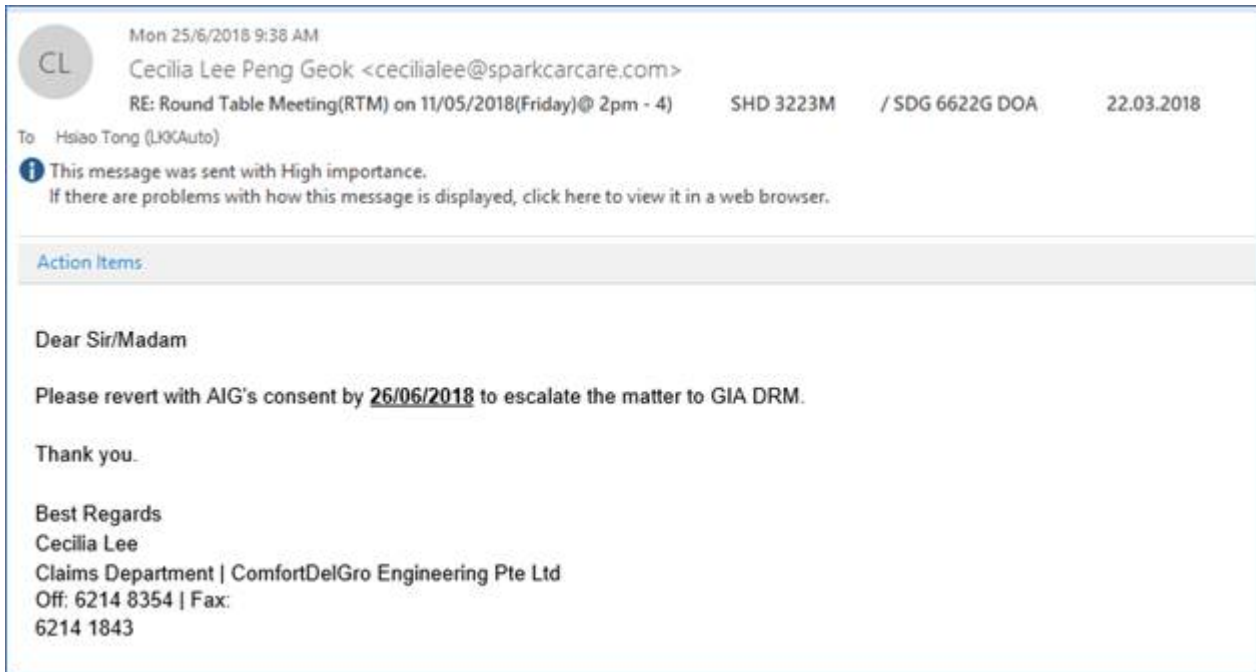 Mon 25/6/2018 9:38 AM
CL
Cecilia Lee Peng Geok <cecilialee@sparkcarcare.com>
RE: Round Table Meeting(RTM) on 11/05/2018(Friday)@ 2pm - 4) SHD 3223M / SDG 6622G DOA 22.03.2018
To Hsiao Tong (LKKAuto)
This message was sent with High importance.
If there are problems with how this message is displayed, click here to view it in a web browser.
Action Items
Dear Sir/Madam
Please revert with AIG's consent by 26/06/2018 to escalate the matter to GIA DRM.
Thank you.
Best Regards
Cecilia Lee
Claims Department | ComfortDelGro Engineering Pte Ltd
Off: 6214 8354 | Fax:
6214 1843